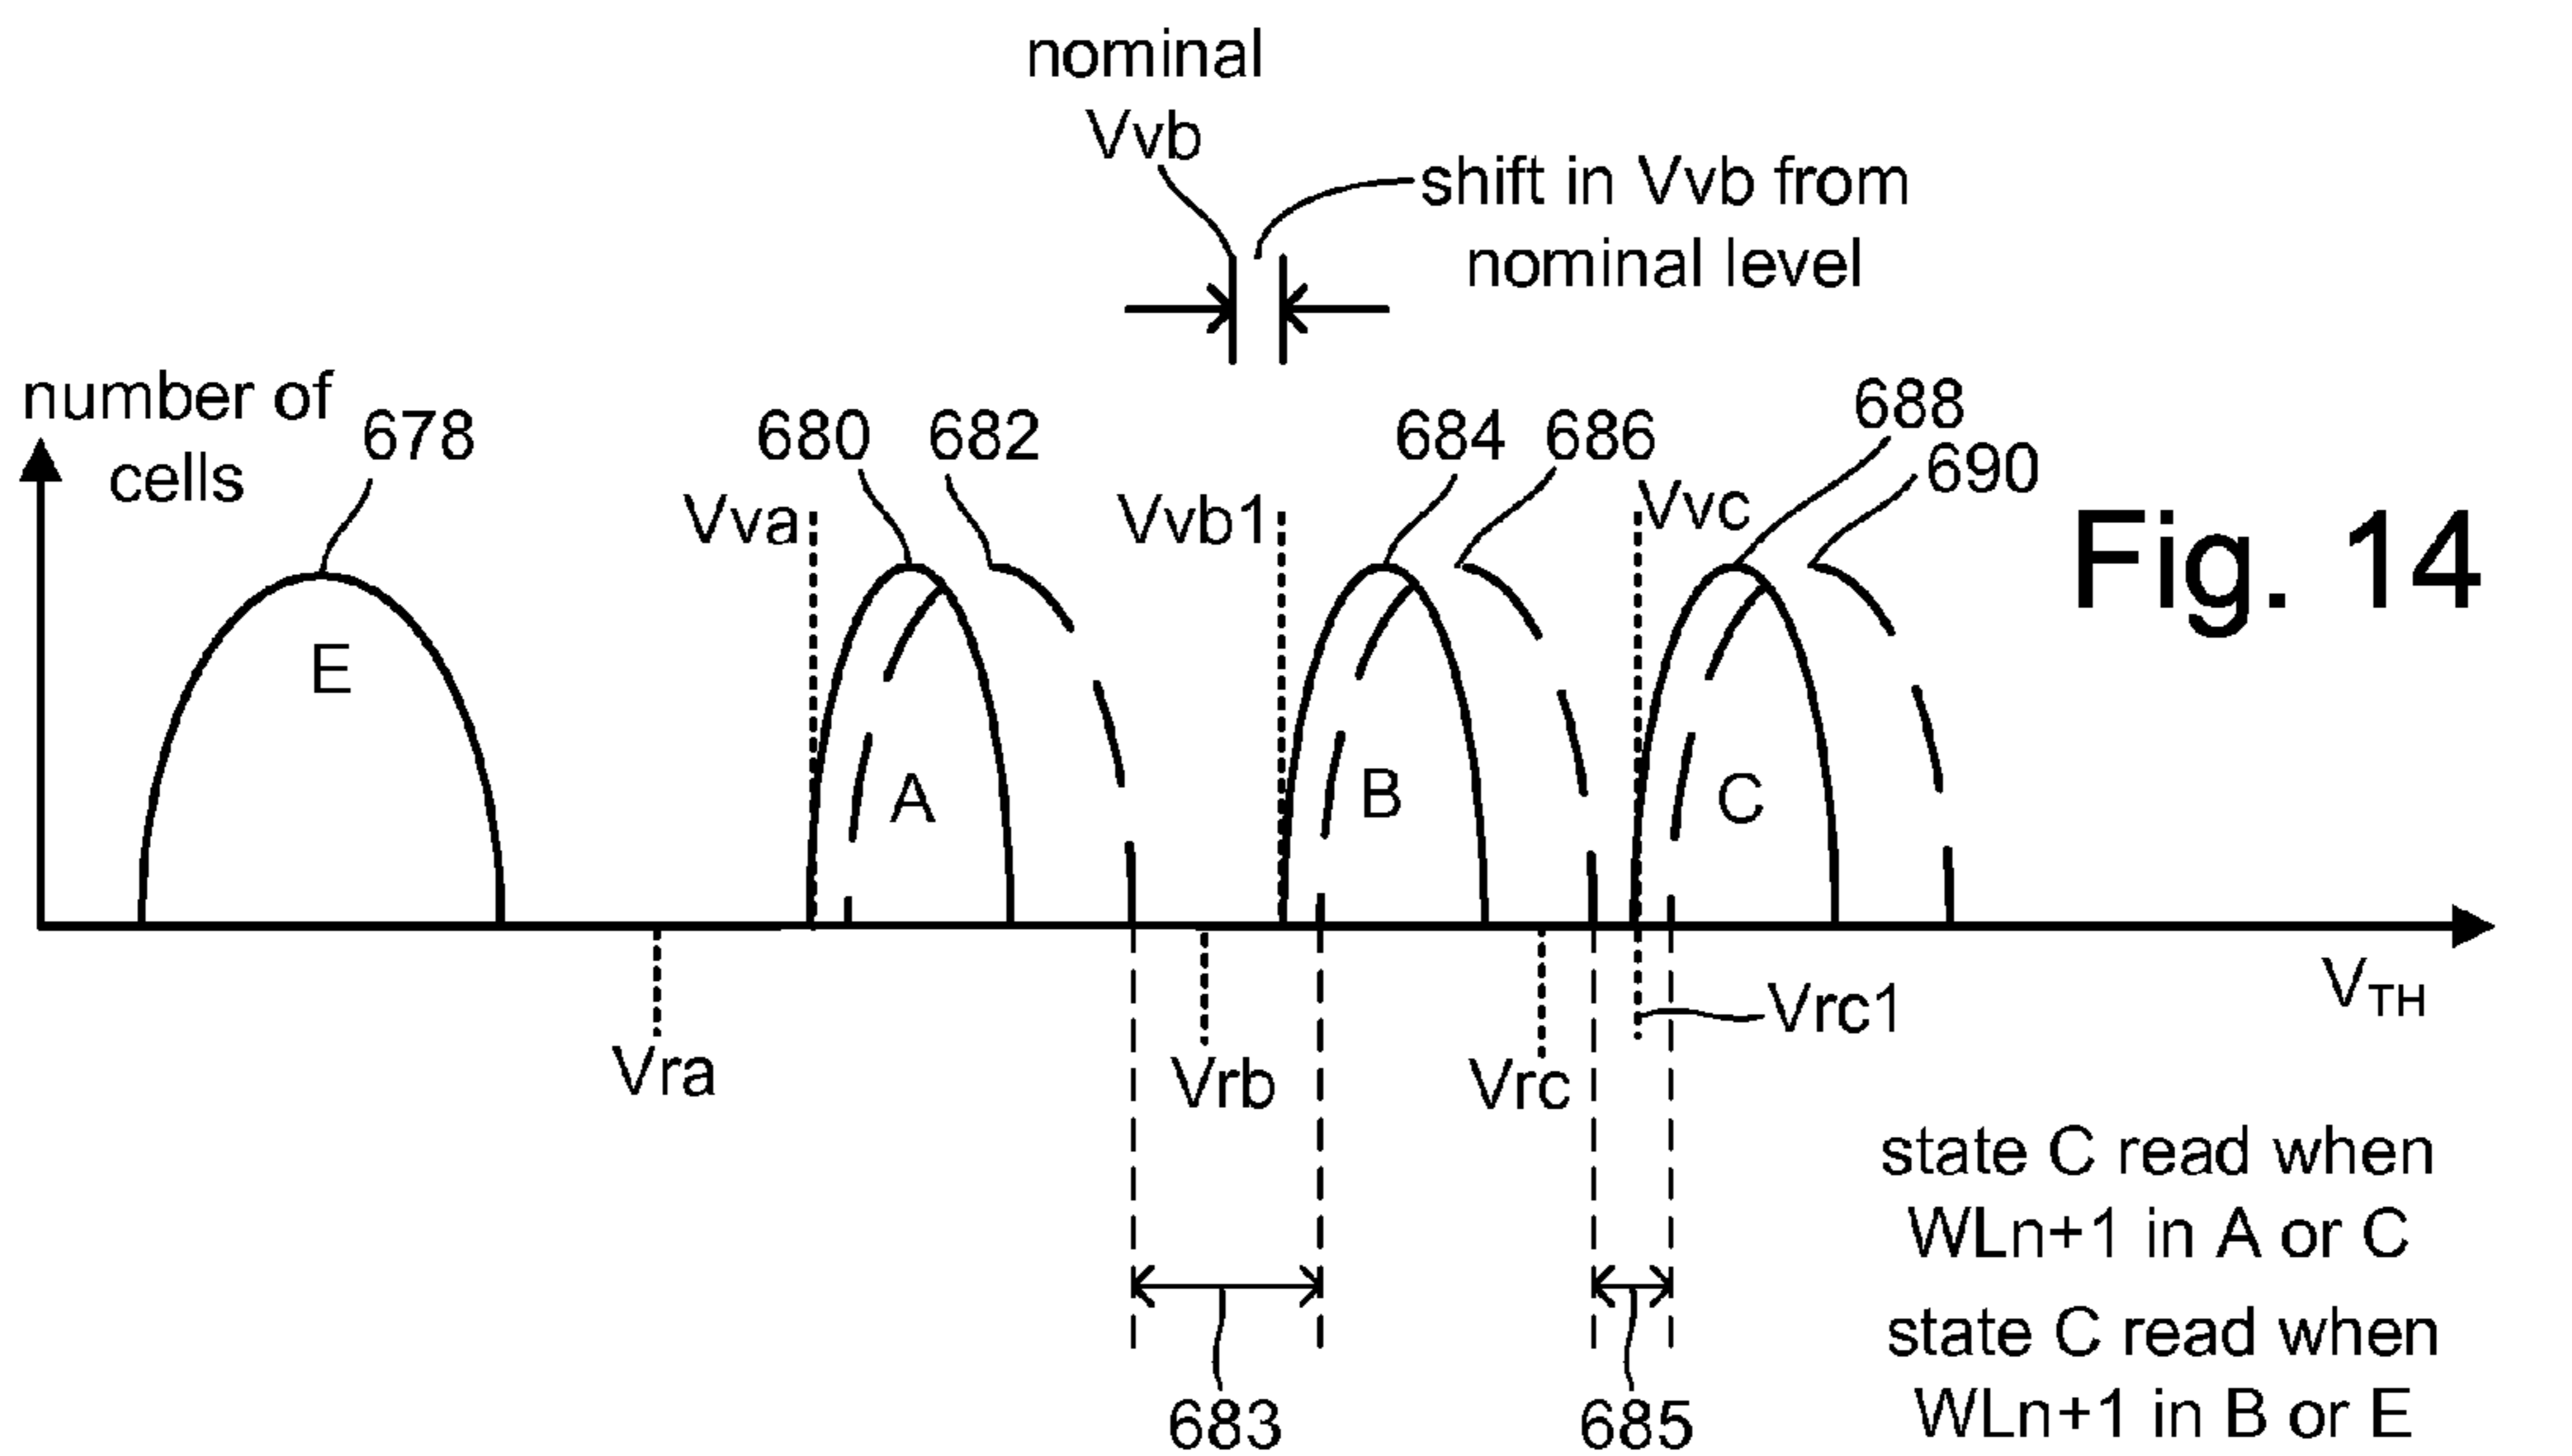 nominal
Vvb
shift in Vvb from
nominal level
number of
cells
678
680
682
684
686
688
690
Vva
Vvb1
Vvc
Fig. 14
E
A
B
C
VTH
Vra
Vrb
Vrc
Vrc1
state C read when
WLn+1 in A or C
state C read when
WLn+1 in B or E
683
685